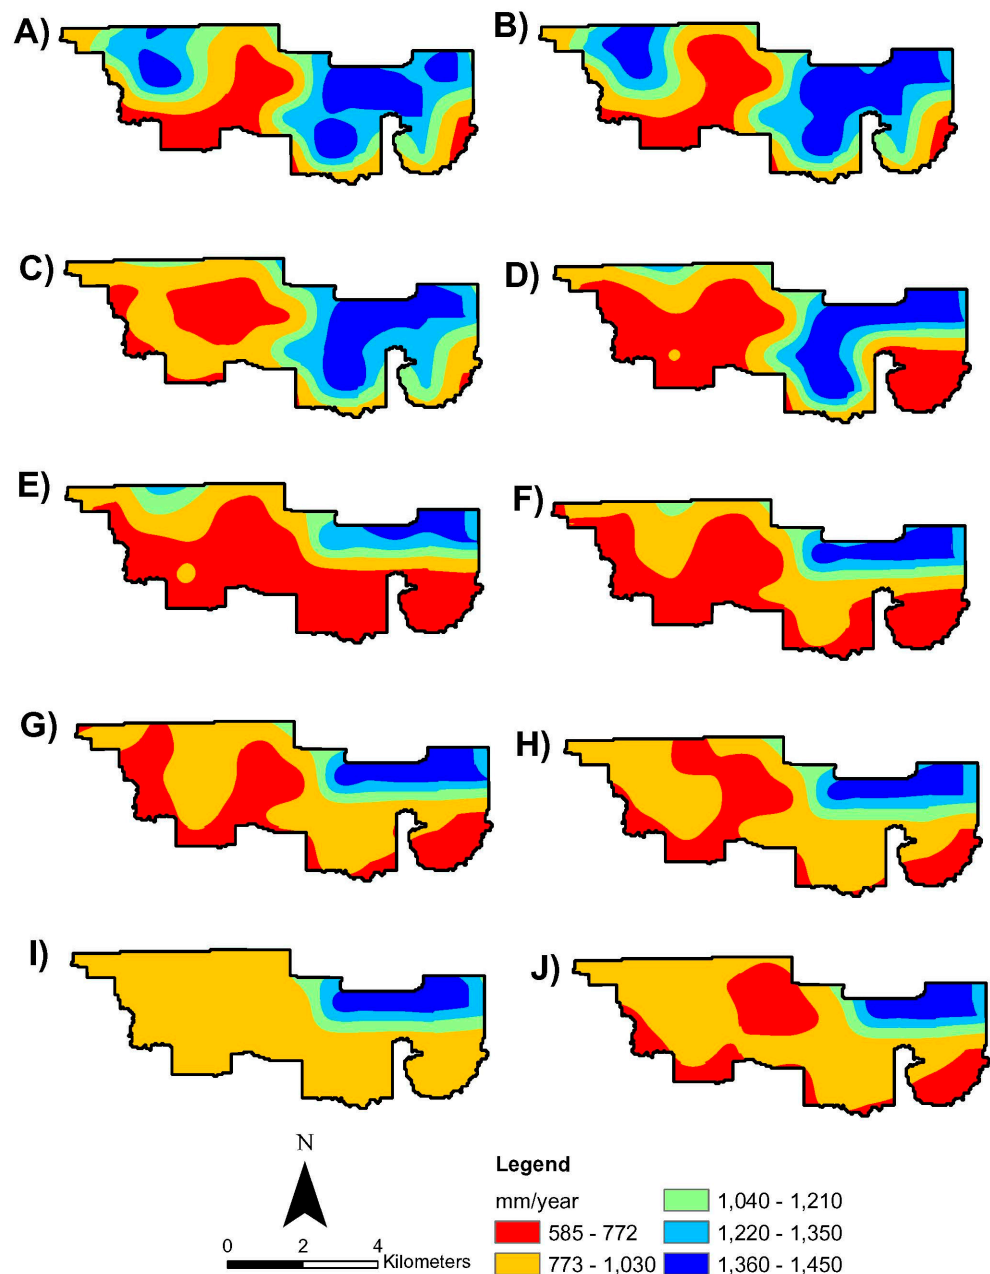 A)
B)
C)
D)
E)
F)
G)
H)
I)
J)
N
0 2 4
Kilometers
Legend
mm/year
585 - 772
773 - 1,030
1,040 - 1,210
1,220 - 1,350
1,360 - 1,450